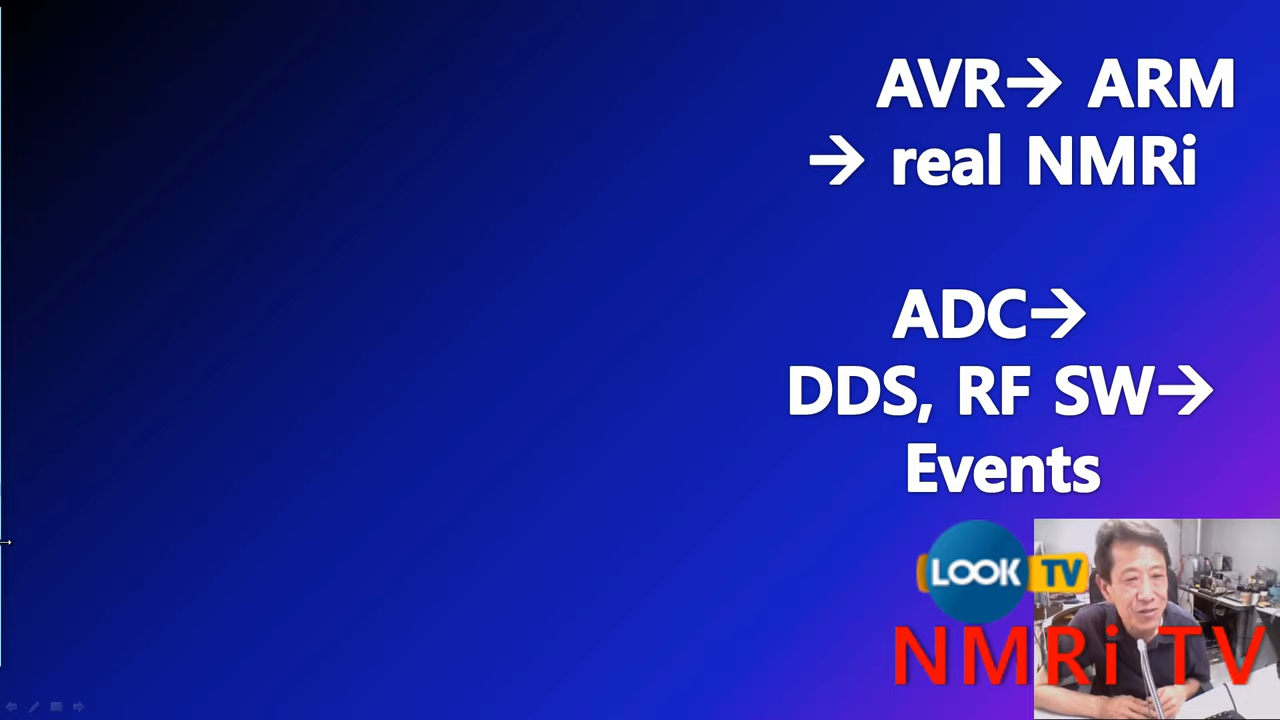 AVR→ ARM
→ real NMRi
ADC→
DDS, RF SW→
Events
LOOK TV
NMRi TV